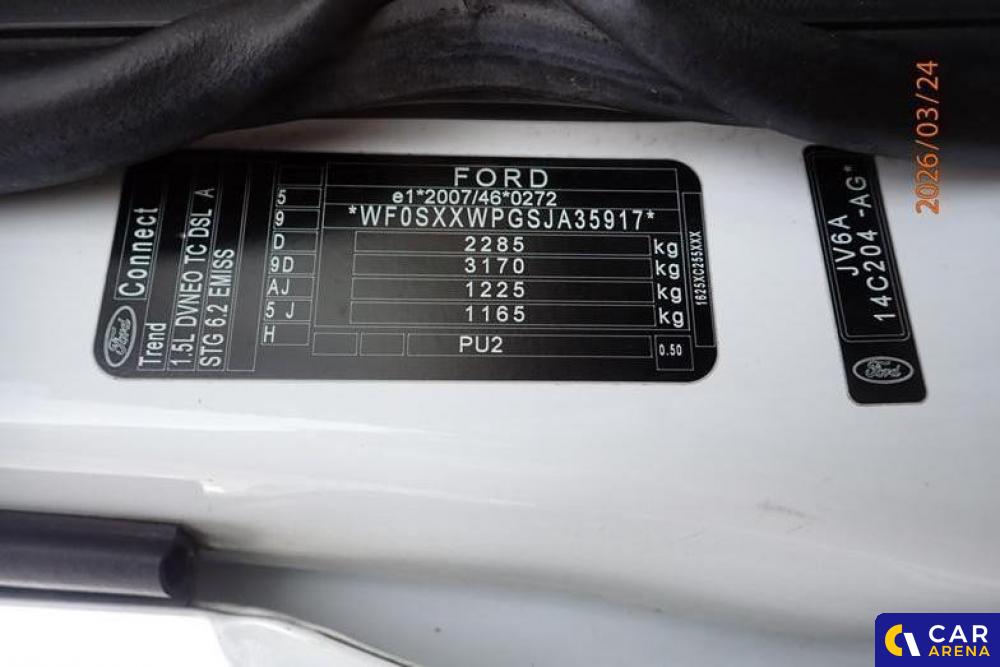 FORD
5 e1*2007/46*0272
9 *WF0SXXWPGSJA35917*
D 2285 kg
9D 3170 kg
AJ 1225 kg
5 J 1165 kg
H
PU2 0.50
1625XC255XXX
Ford
Connect
Trend
1.5L DVNEO TC DSL A
STG 6.2 EMISS
JV6A
14C204 -AG*
Ford
2026/03/24
CAR
ARENA